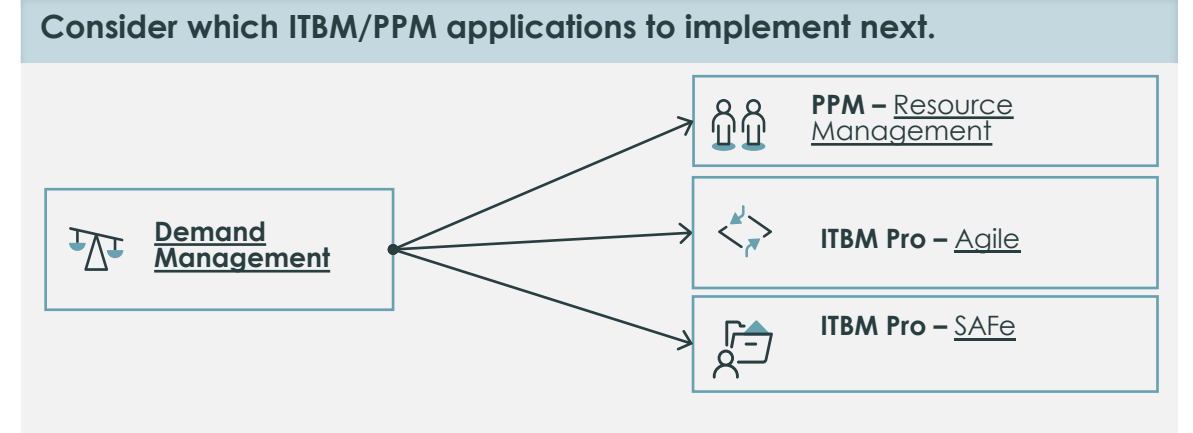 Consider which ITBM/PPM applications to implement next.
Demand
Management
PPM – Resource
Management
ITBM Pro – Agile
ITBM Pro – SAFe